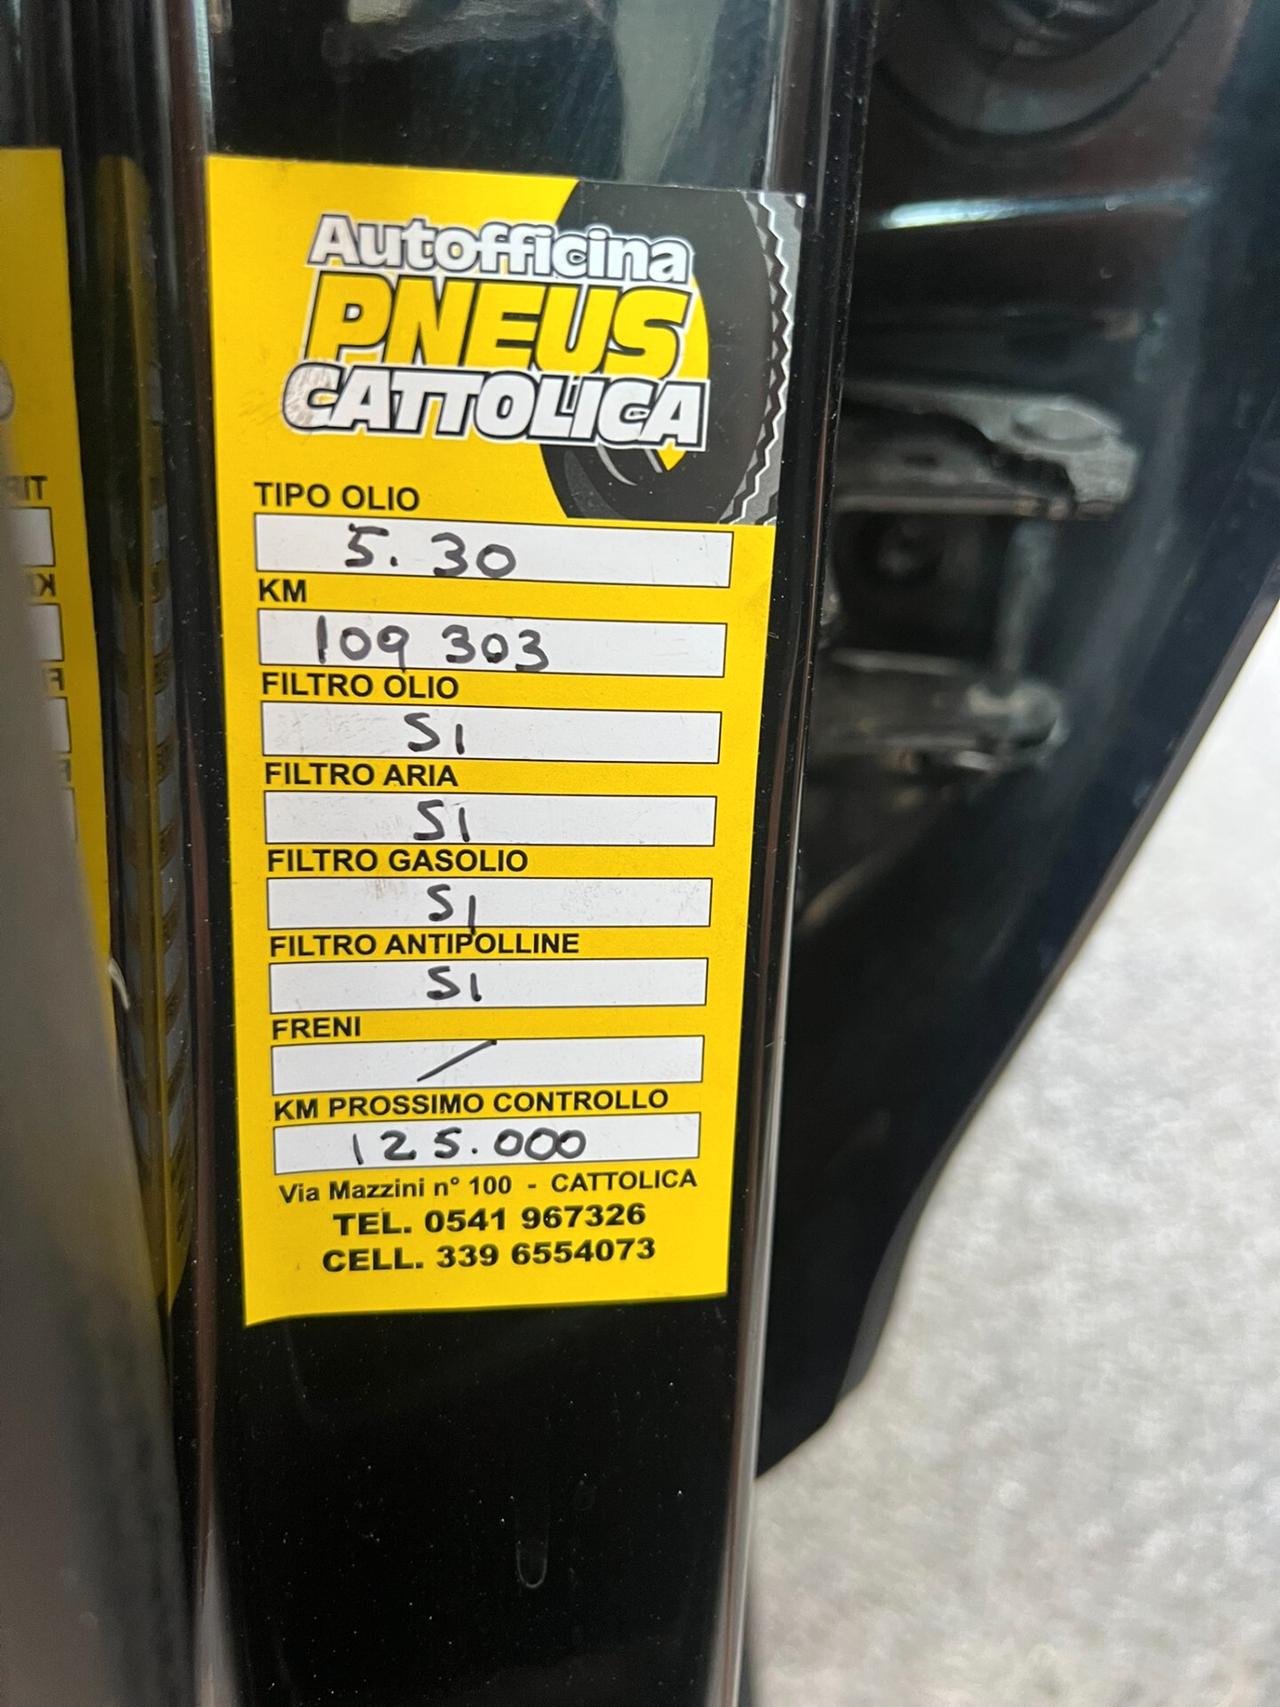 Autofficina
PNEUS
CATTOLICA
TIPO OLIO
5.30
KM
109 303
FILTRO OLIO
SI
FILTRO ARIA
SI
FILTRO GASOLIO
SI
FILTRO ANTIPOLLINE
SI
FRENI
/
KM PROSSIMO CONTROLLO
125.000
Via Mazzini n° 100 - CATTOLICA
TEL. 0541 967326
CELL. 339 6554073